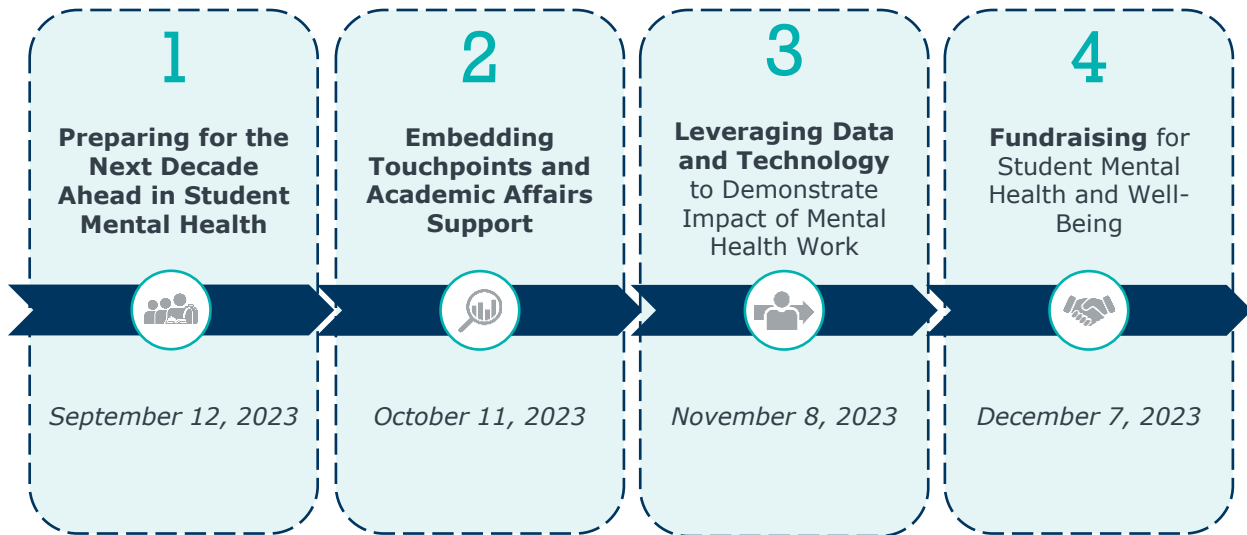 1
Preparing for the
Next Decade
Ahead in Student
Mental Health
September 12, 2023
2
Embedding
Touchpoints and
Academic Affairs
Support
October 11, 2023
3
Leveraging Data
and Technology
to Demonstrate
Impact of Mental
Health Work
November 8, 2023
4
Fundraising for
Student Mental
Health and Well-
Being
December 7, 2023